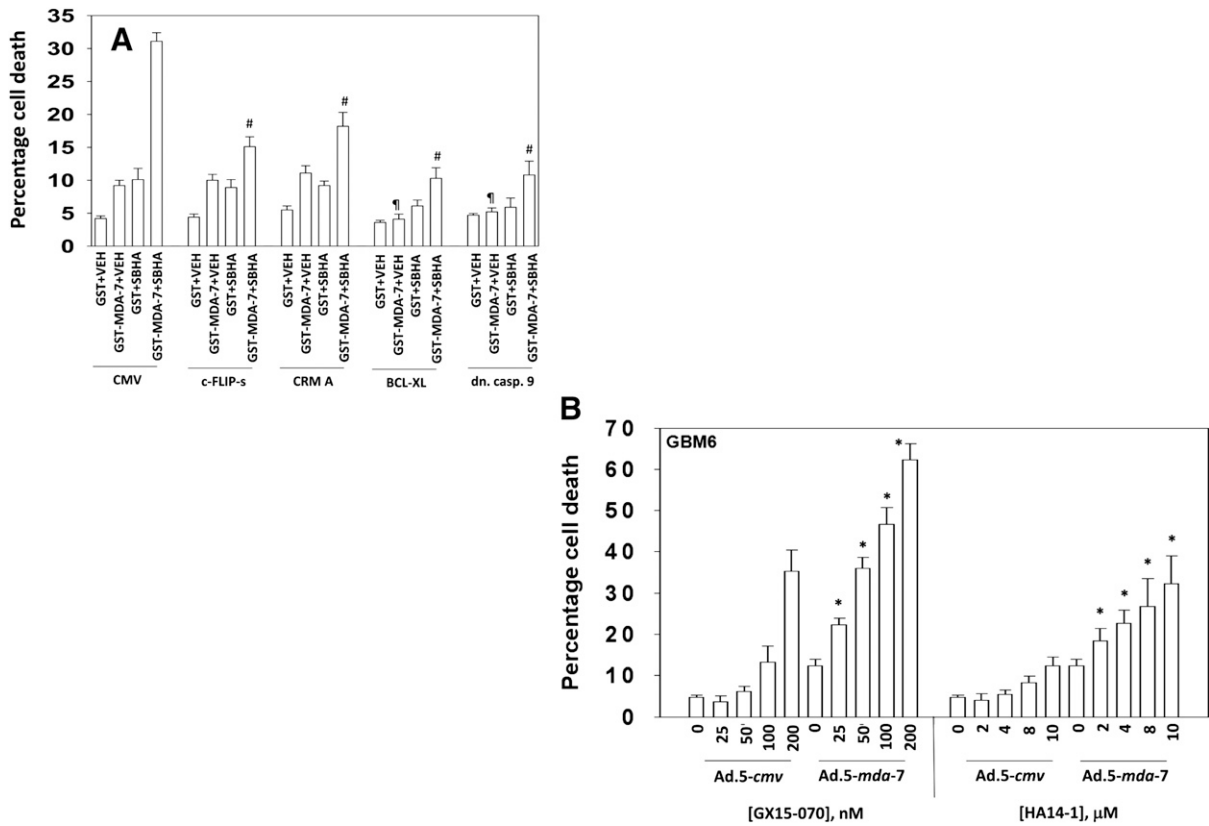 A
Percentage cell death
35
30
25
20
15
10
5
0
#
#
¶
#
¶
#
GST+VEH
GST-MDA-7+VEH
GST+SBHA
GST-MDA-7+SBHA
GST+VEH
GST-MDA-7+VEH
GST+SBHA
GST-MDA-7+SBHA
GST+VEH
GST-MDA-7+VEH
GST+SBHA
GST-MDA-7+SBHA
GST+VEH
GST-MDA-7+VEH
GST+SBHA
GST-MDA-7+SBHA
GST+VEH
GST-MDA-7+VEH
GST+SBHA
GST-MDA-7+SBHA
CMV
c-FLIP-s
CRM A
BCL-XL
dn. casp. 9
B
Percentage cell death
70
60
50
40
30
20
10
0
GBM6
*
*
*
*
*
*
*
*
0
25
50'
100
200
0
25
50'
100
200
0
2
4
8
10
0
2
4
8
10
Ad.5-cmv
Ad.5-mda-7
Ad.5-cmv
Ad.5-mda-7
[GX15-070], nM
[HA14-1], μM